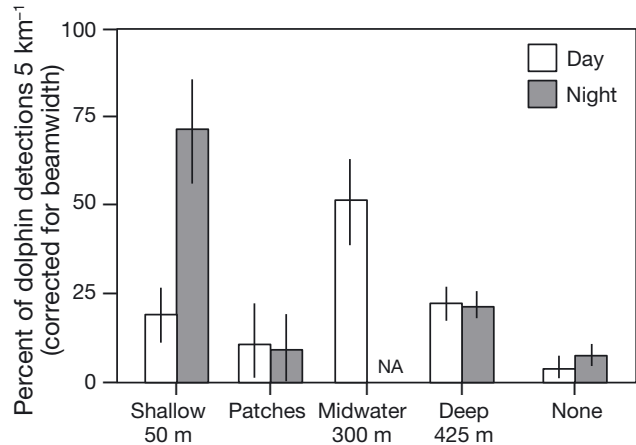 Percent of dolphin detections 5 km⁻¹
(corrected for beamwidth)
100
75
50
25
0
Day
Night
NA
Shallow
50 m
Patches
Midwater
300 m
Deep
425 m
None